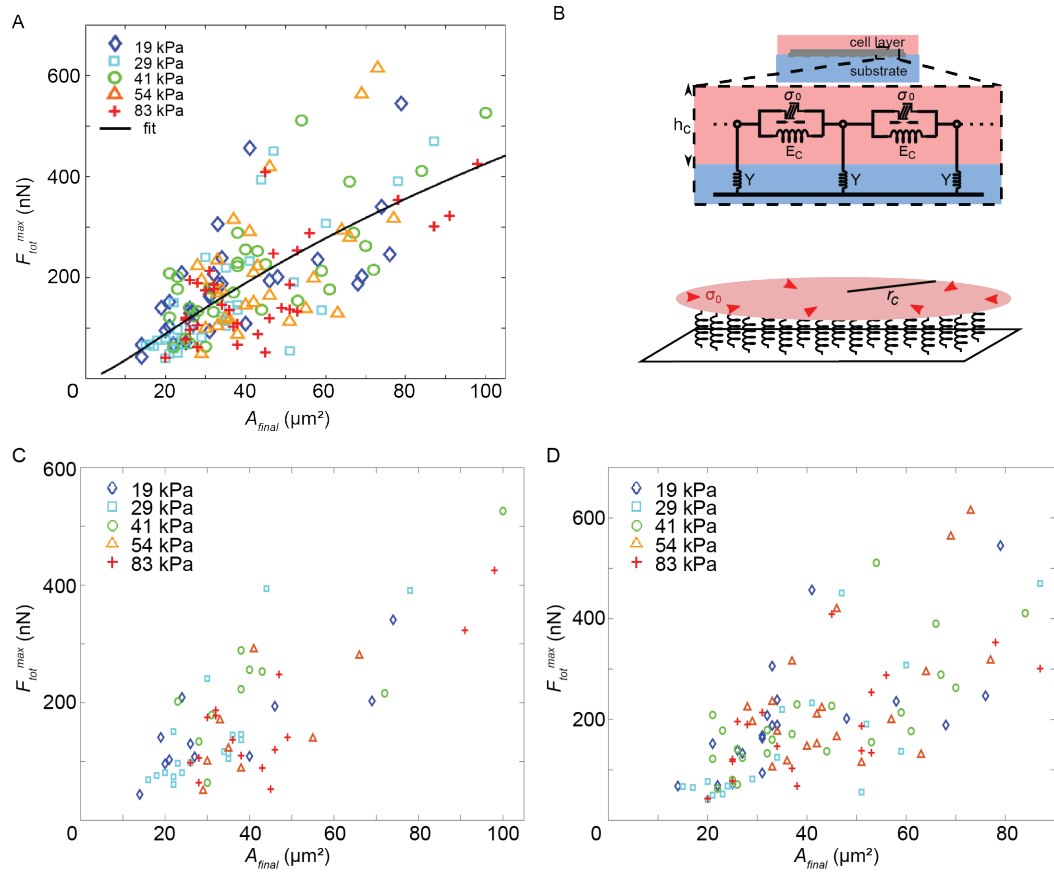 A
F_tot^max (nN)
600
400
200
0
19 kPa
29 kPa
41 kPa
54 kPa
83 kPa
fit
20
40
60
80
100
A_final (µm²)
B
cell layer
substrate
h_C
σ₀
σ₀
E_C
E_C
Y
Y
Y
σ₀
r_c
C
F_tot^max (nN)
600
400
200
0
19 kPa
29 kPa
41 kPa
54 kPa
83 kPa
20
40
60
80
100
A_final (µm²)
D
F_tot^max (nN)
600
400
200
0
19 kPa
29 kPa
41 kPa
54 kPa
83 kPa
20
40
60
80
A_final (µm²)